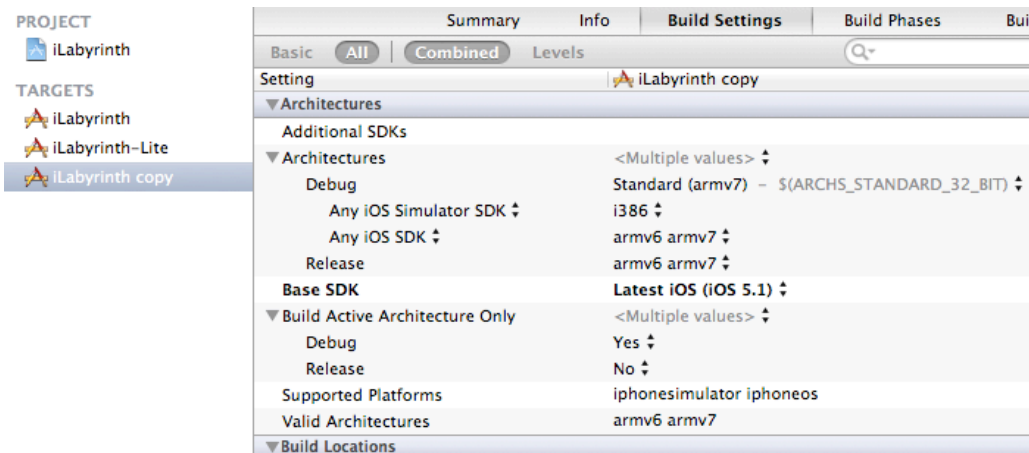 PROJECT
iLabyrinth
TARGETS
iLabyrinth
iLabyrinth-Lite
iLabyrinth copy
Summary Info Build Settings Build Phases Bui
Basic All Combined Levels
Setting iLabyrinth copy
Architectures
Additional SDKs
Architectures <Multiple values>
Debug Standard (armv7) - $(ARCHS_STANDARD_32_BIT)
Any iOS Simulator SDK i386
Any iOS SDK armv6 armv7
Release armv6 armv7
Base SDK Latest iOS (iOS 5.1)
Build Active Architecture Only <Multiple values>
Debug Yes
Release No
Supported Platforms iphonesimulator iphoneos
Valid Architectures armv6 armv7
Build Locations